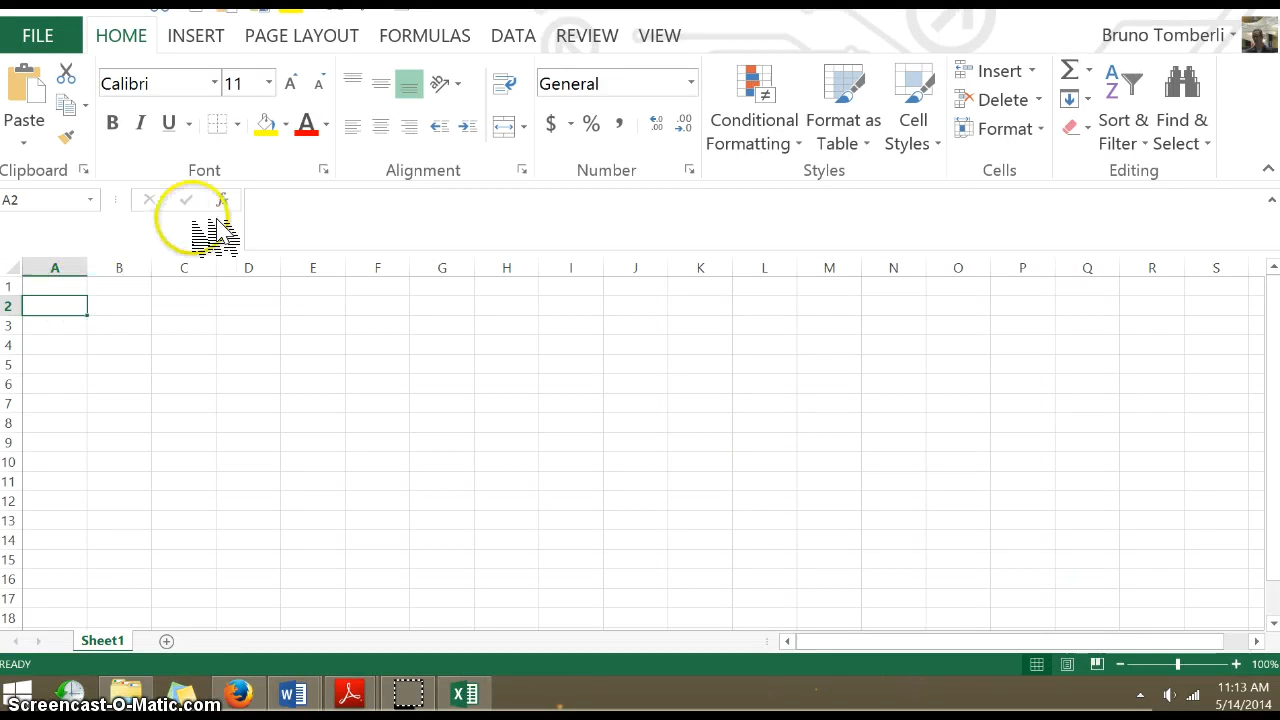 FILE HOME INSERT PAGE LAYOUT FORMULAS DATA REVIEW VIEW Bruno Tomberli
Calibri 11 General Insert
Paste B I U A $ % , Conditional Formatting Format as Table Cell Styles Delete Sort & Filter Find & Select
Format
Clipboard Font Alignment Number Styles Cells Editing
A2 fx
A B C D E F G H I J K L M N O P Q R S
1
2
3
4
5
6
7
8
9
10
11
12
13
14
15
16
17
18
Sheet1
READY 100%
11:13 AM
5/14/2014
Screencast-O-Matic.com